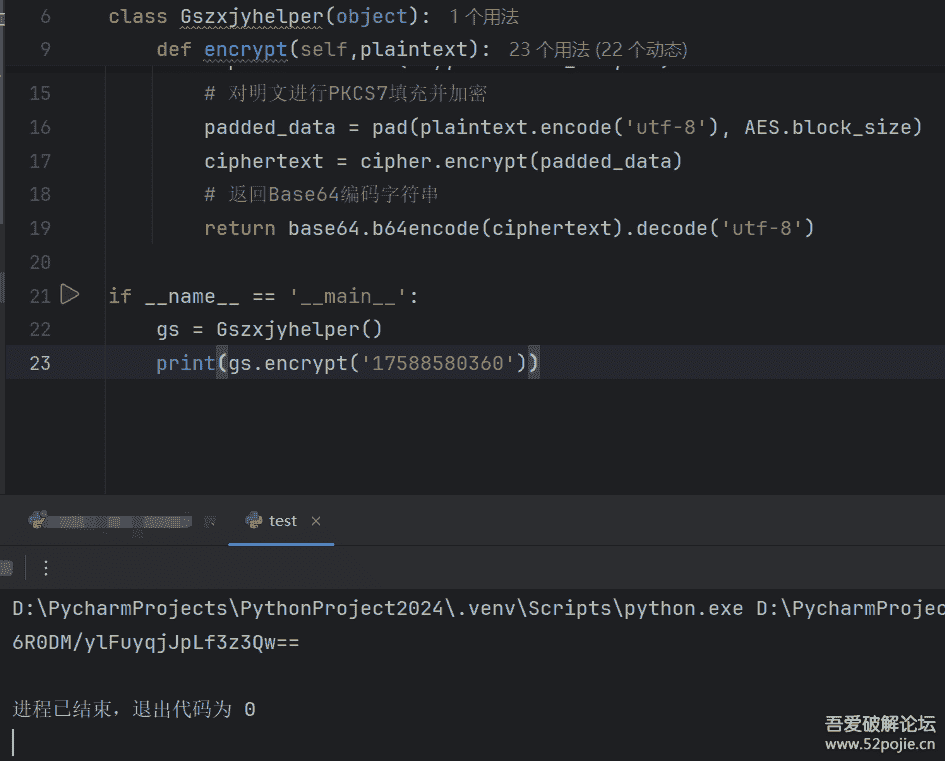 6 class Gszxjyhelper(object): 1个用法
9 def encrypt(self,plaintext): 23个用法 (22个动态)
15 # 对明文进行PKCS7填充并加密
16 padded_data = pad(plaintext.encode('utf-8'), AES.block_size)
17 ciphertext = cipher.encrypt(padded_data)
18 # 返回Base64编码字符串
19 return base64.b64encode(ciphertext).decode('utf-8')
20
21 if __name__ == '__main__':
22 gs = Gszxjyhelper()
23 print(gs.encrypt('17588580360'))
test ×
D:\PycharmProjects\PythonProject2024\.venv\Scripts\python.exe D:\PycharmProjec
6R0DM/ylFuyqjJpLf3z3Qw==
进程已结束，退出代码为 0
吾爱破解论坛
www.52pojie.cn